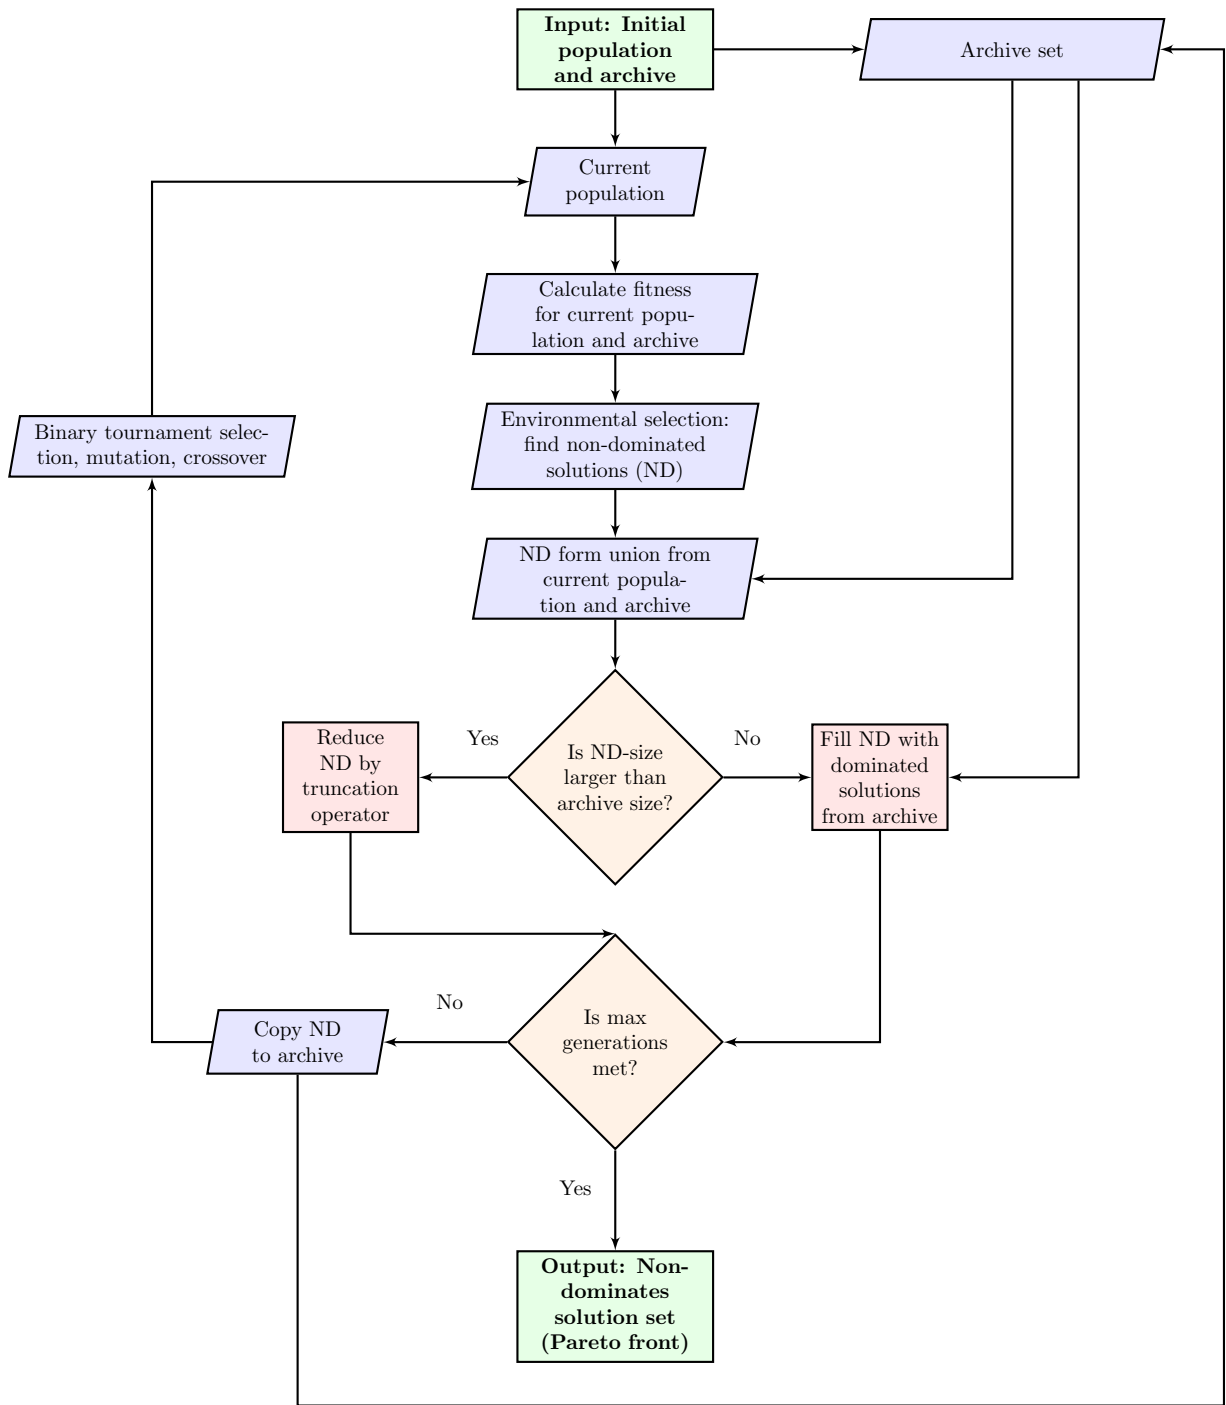 Input: Initial
population
and archive
Archive set
Current
population
Calculate fitness
for current popu-
lation and archive
Environmental selection:
find non-dominated
solutions (ND)
Binary tournament selec-
tion, mutation, crossover
ND form union from
current popula-
tion and archive
Reduce
ND by
truncation
operator
Yes
Is ND-size
larger than
archive size?
No
Fill ND with
dominated
solutions
from archive
Copy ND
to archive
No
Is max
generations
met?
Yes
Output: Non-
dominates
solution set
(Pareto front)